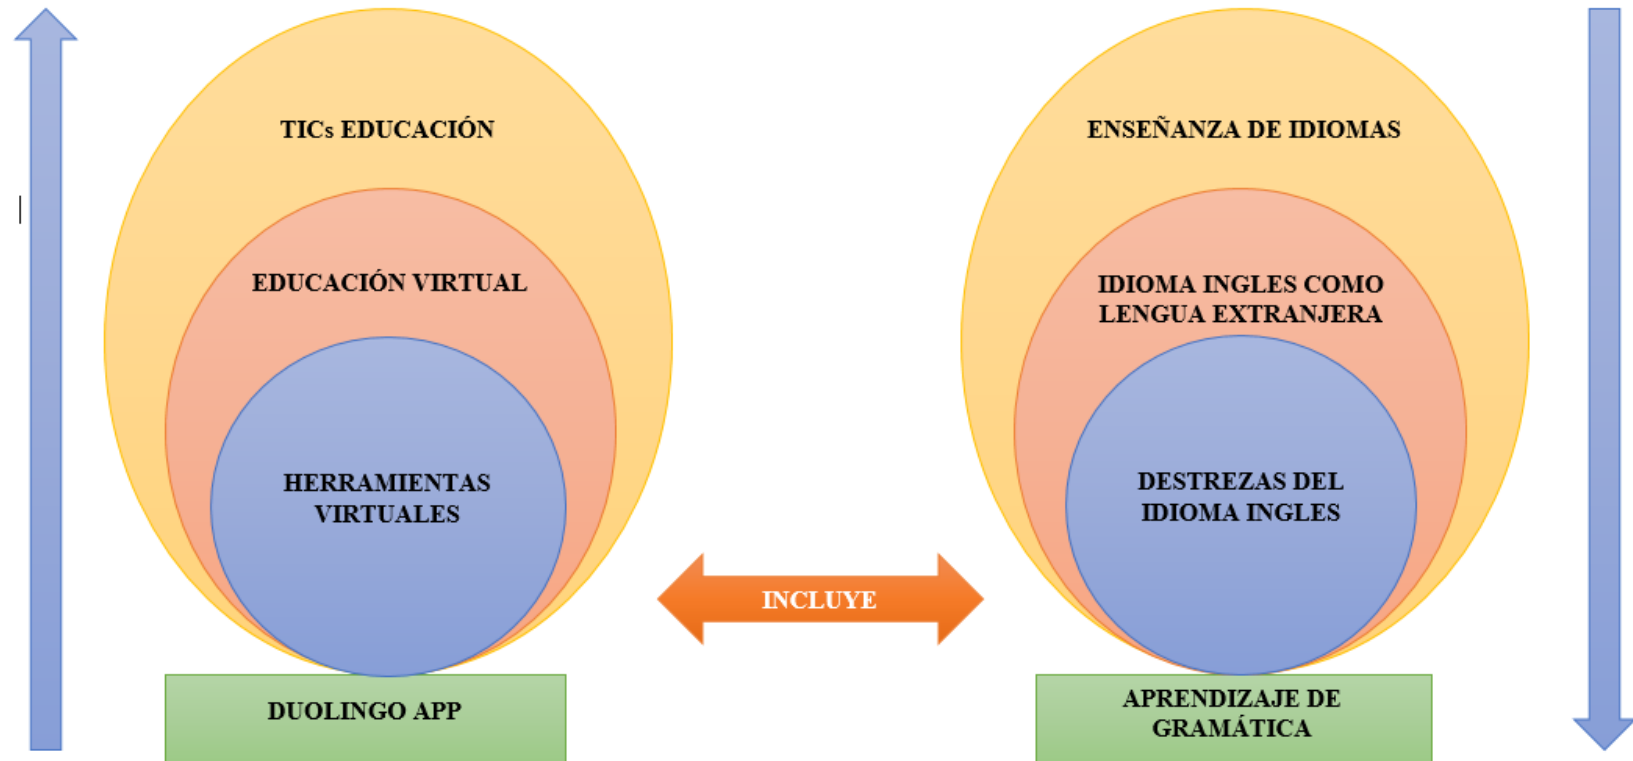 TICs EDUCACIÓN
EDUCACIÓN VIRTUAL
HERRAMIENTAS
VIRTUALES
DUOLINGO APP
INCLUYE
ENSEÑANZA DE IDIOMAS
IDIOMA INGLES COMO
LENGUA EXTRANJERA
DESTREZAS DEL
IDIOMA INGLES
APRENDIZAJE DE
GRAMÁTICA